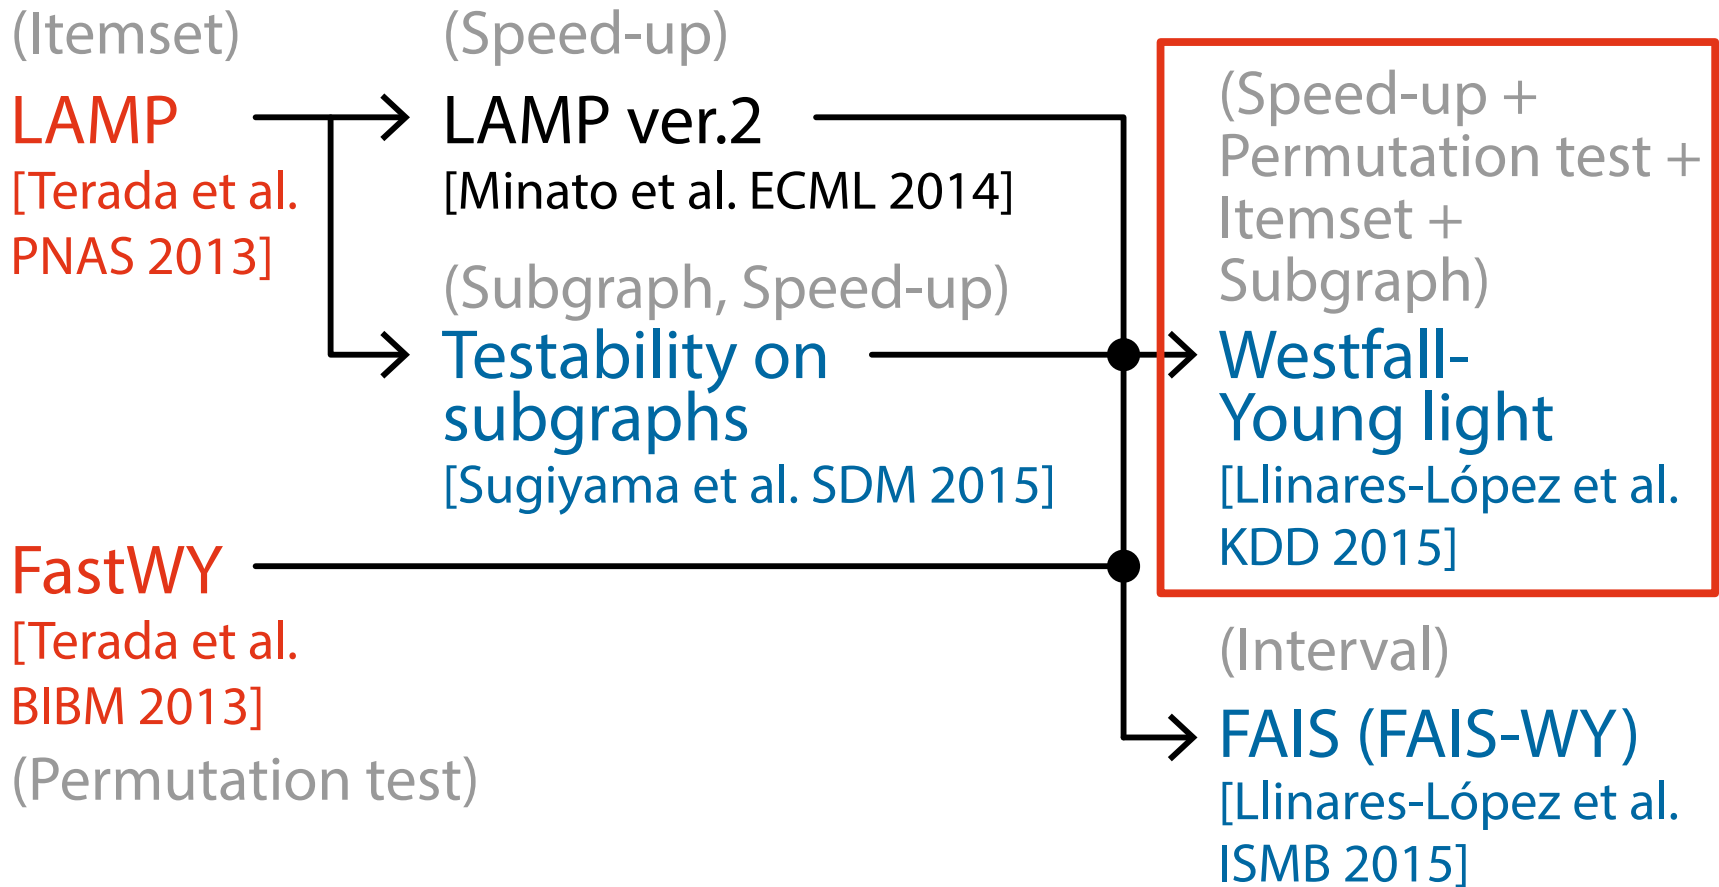 (Itemset)
LAMP
[Terada et al.
PNAS 2013]
(Speed-up)
LAMP ver.2
[Minato et al. ECML 2014]
(Subgraph, Speed-up)
Testability on
subgraphs
[Sugiyama et al. SDM 2015]
FastWY
[Terada et al.
BIBM 2013]
(Permutation test)
(Speed-up +
Permutation test +
Itemset +
Subgraph)
Westfall-
Young light
[Llinares-López et al.
KDD 2015]
(Interval)
FAIS (FAIS-WY)
[Llinares-López et al.
ISMB 2015]